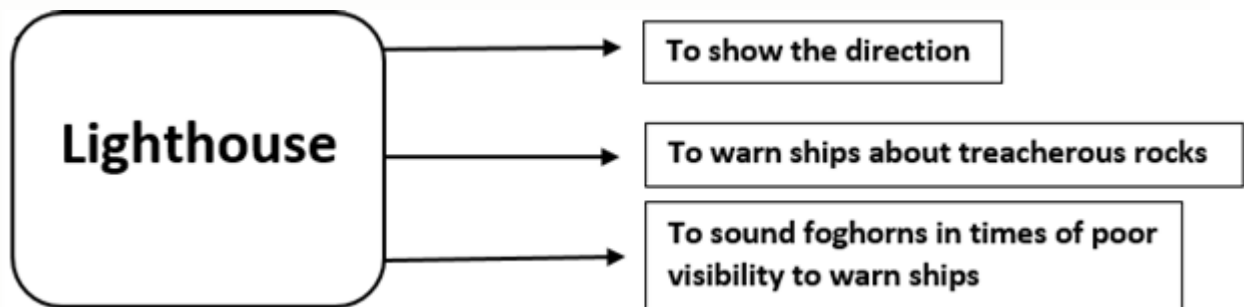 Lighthouse
To show the direction
To warn ships about treacherous rocks
To sound foghorns in times of poor
visibility to warn ships